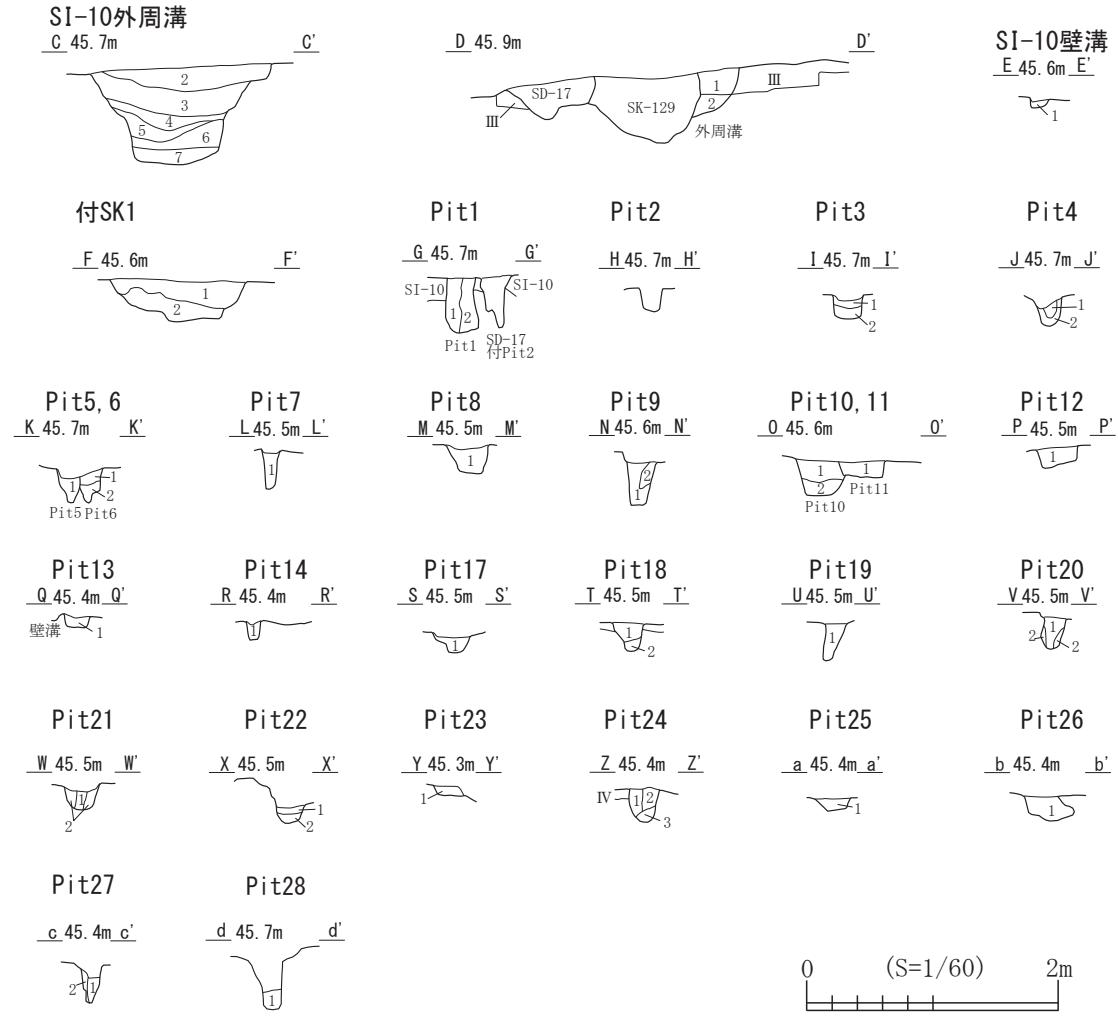 SI-10外周溝
C 45.7m C'
2
3
4
5
6
7
D 45.9m D'
SD-17
SK-129
1
2
III
III
外周溝
SI-10壁溝
E 45.6m E'
1
付SK1
F 45.6m F'
1
2
Pit1
G 45.7m G'
SI-10
SI-10
1
2
Pit1
SD-17
付Pit2
Pit2
H 45.7m H'
Pit3
I 45.7m I'
1
2
Pit4
J 45.7m J'
1
2
Pit5, 6
K 45.7m K'
1
1
2
Pit5 Pit6
Pit7
L 45.5m L'
1
Pit8
M 45.5m M'
1
Pit9
N 45.6m N'
2
1
Pit10, 11
O 45.6m O'
1
1
2
Pit11
Pit10
Pit12
P 45.5m P'
1
Pit13
Q 45.4m Q'
壁溝
1
Pit14
R 45.4m R'
1
Pit17
S 45.5m S'
1
Pit18
T 45.5m T'
1
2
Pit19
U 45.5m U'
1
Pit20
V 45.5m V'
1
2
2
Pit21
W 45.5m W'
1
2
Pit22
X 45.5m X'
1
2
Pit23
Y 45.3m Y'
1
Pit24
Z 45.4m Z'
IV
1
2
3
Pit25
a 45.4m a'
1
Pit26
b 45.4m b'
1
Pit27
c 45.4m c'
2
1
Pit28
d 45.7m d'
1
0 (S=1/60) 2m